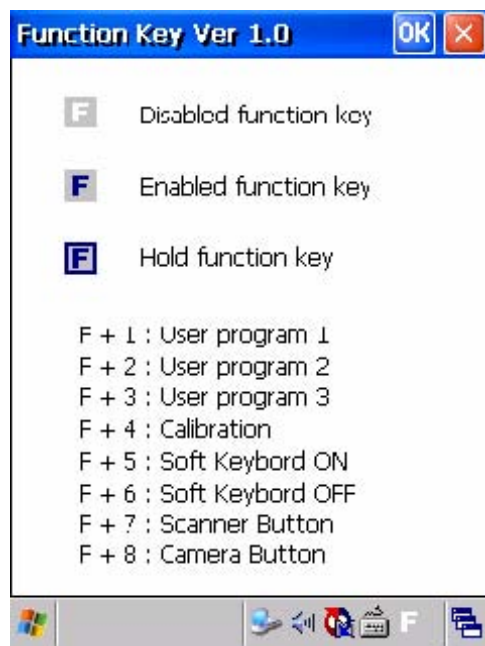 Function Key Ver 1.0 OK
F Disabled function key
F Enabled function key
F Hold function key
F + 1 : User program 1
F + 2 : User program 2
F + 3 : User program 3
F + 4 : Calibration
F + 5 : Soft Keybord ON
F + 6 : Soft Keybord OFF
F + 7 : Scanner Button
F + 8 : Camera Button
F